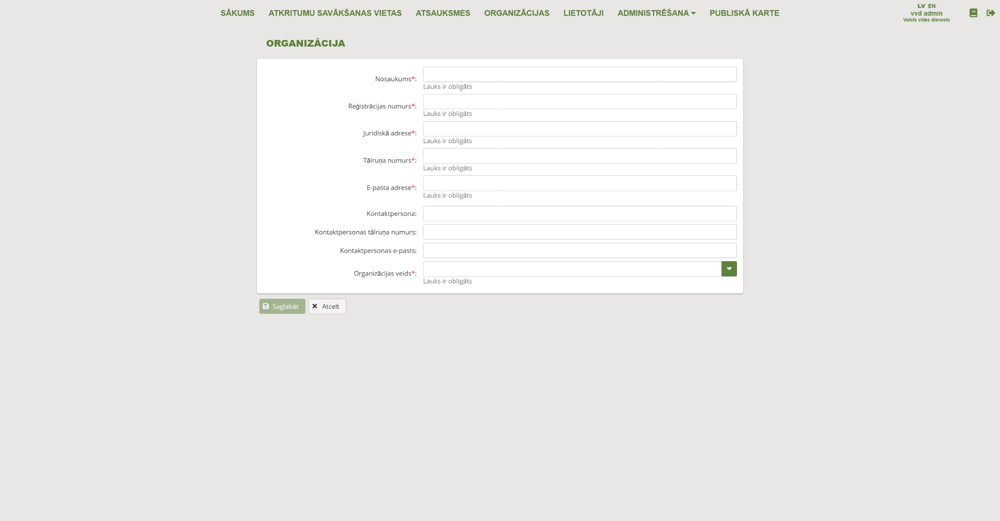 SĀKUMS ATKRITUMU SAVĀKŠANAS VIETAS ATSAUKSMES ORGANIZĀCIJAS LIETOTĀJI ADMINISTRĒŠANA PUBLISKĀ KARTE
LV EN
vvd admin
Valsts vides dienests
ORGANIZĀCIJA
Nosaukums*:
Lauks ir obligāts
Reģistrācijas numurs*:
Lauks ir obligāts
Juridiskā adrese*:
Lauks ir obligāts
Tālruņa numurs*:
Lauks ir obligāts
E-pasta adrese*:
Lauks ir obligāts
Kontaktpersona:
Kontaktpersonas tālruņa numurs:
Kontaktpersonas e-pasts:
Organizācijas veids*:
Lauks ir obligāts
Saglabāt Atcelt